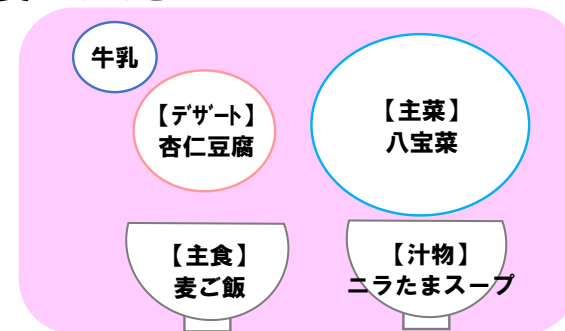 牛乳
【デザート】
杏仁豆腐
【主菜】
八宝菜
【主食】
麦ご飯
【汁物】
ニラたまスープ